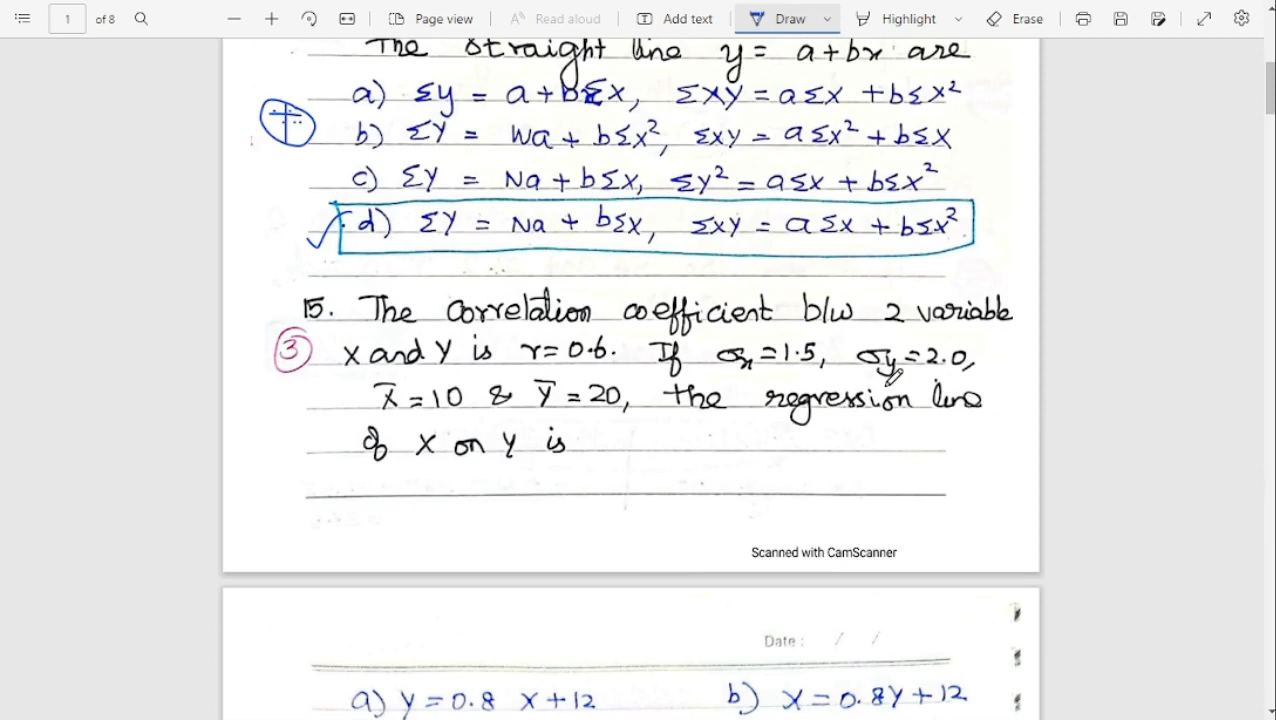 1 of 8 Page view Read aloud Add text Draw Highlight Erase
The straight line y = a+bx are
a) Σy = a+bΣx, Σxy = aΣx +bΣx²
b) ΣY = Na + bΣx², Σxy = aΣx² + bΣx
c) ΣY = Na + bΣx, Σy² = aΣx + bΣx²
d) ΣY = Na + bΣx, Σxy = aΣx + bΣx²
15. The Correlation coefficient b/w 2 variable
3 X and Y is r=0.6. If σx=1.5, σy=2.0,
X̄=10 & Ȳ=20, the regression line
of X on Y is
Scanned with CamScanner
Date : / /
a) Y=0.8 X+12 b) X=0.8Y+12